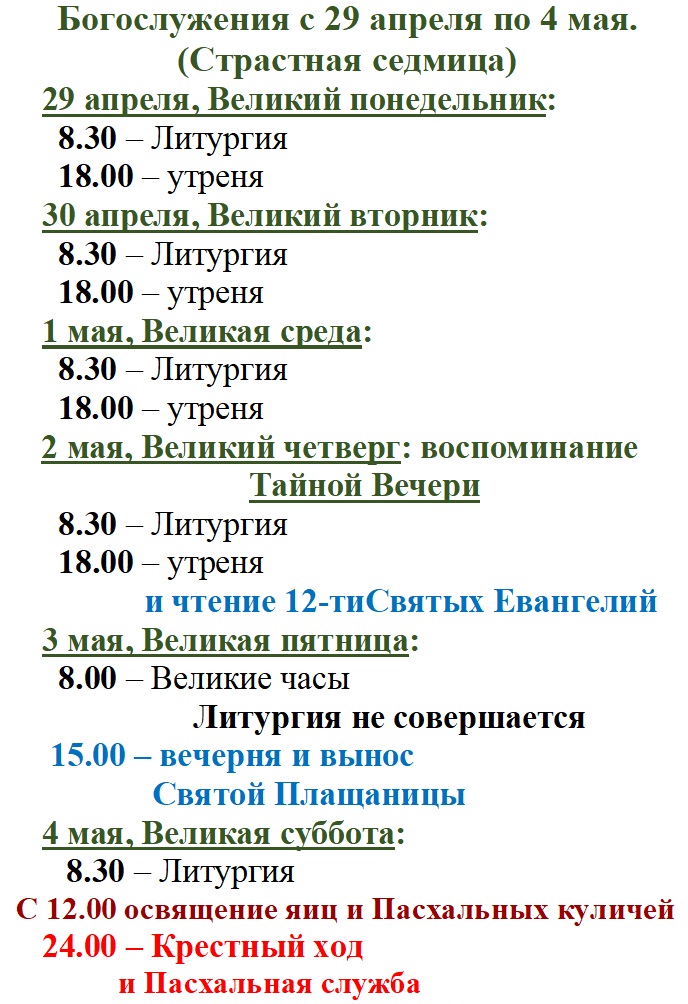 Богослужения с 29 апреля по 4 мая.
(Страстная седмица)
29 апреля, Великий понедельник:
8.30 – Литургия
18.00 – утреня
30 апреля, Великий вторник:
8.30 – Литургия
18.00 – утреня
1 мая, Великая среда:
8.30 – Литургия
18.00 – утреня
2 мая, Великий четверг: воспоминание
Тайной Вечери
8.30 – Литургия
18.00 – утреня
и чтение 12-тиСвятых Евангелий
3 мая, Великая пятница:
8.00 – Великие часы
Литургия не совершается
15.00 – вечерня и вынос
Святой Плащаницы
4 мая, Великая суббота:
8.30 – Литургия
С 12.00 освящение яиц и Пасхальных куличей
24.00 – Крестный ход
и Пасхальная служба